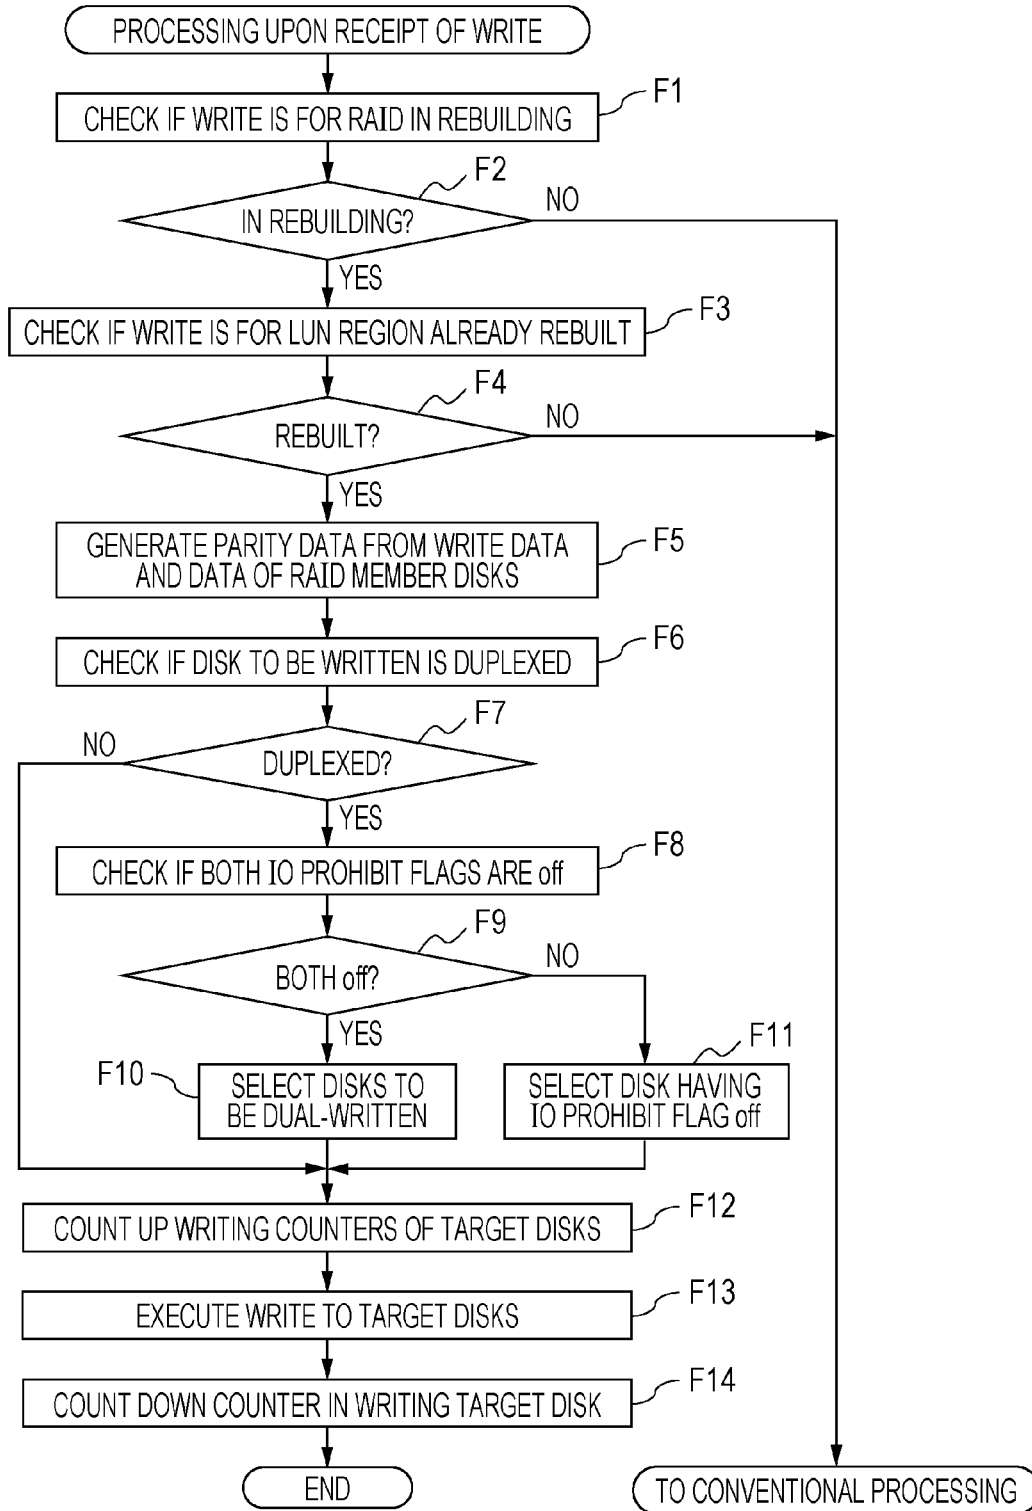 PROCESSING UPON RECEIPT OF WRITE
F1
CHECK IF WRITE IS FOR RAID IN REBUILDING
F2
IN REBUILDING?
NO
YES
F3
CHECK IF WRITE IS FOR LUN REGION ALREADY REBUILT
F4
REBUILT?
NO
YES
F5
GENERATE PARITY DATA FROM WRITE DATA
AND DATA OF RAID MEMBER DISKS
F6
CHECK IF DISK TO BE WRITTEN IS DUPLEXED
F7
NO
DUPLEXED?
YES
F8
CHECK IF BOTH IO PROHIBIT FLAGS ARE off
F9
BOTH off?
NO
YES
F10
SELECT DISKS TO
BE DUAL-WRITTEN
F11
SELECT DISK HAVING
IO PROHIBIT FLAG off
F12
COUNT UP WRITING COUNTERS OF TARGET DISKS
F13
EXECUTE WRITE TO TARGET DISKS
F14
COUNT DOWN COUNTER IN WRITING TARGET DISK
END
TO CONVENTIONAL PROCESSING